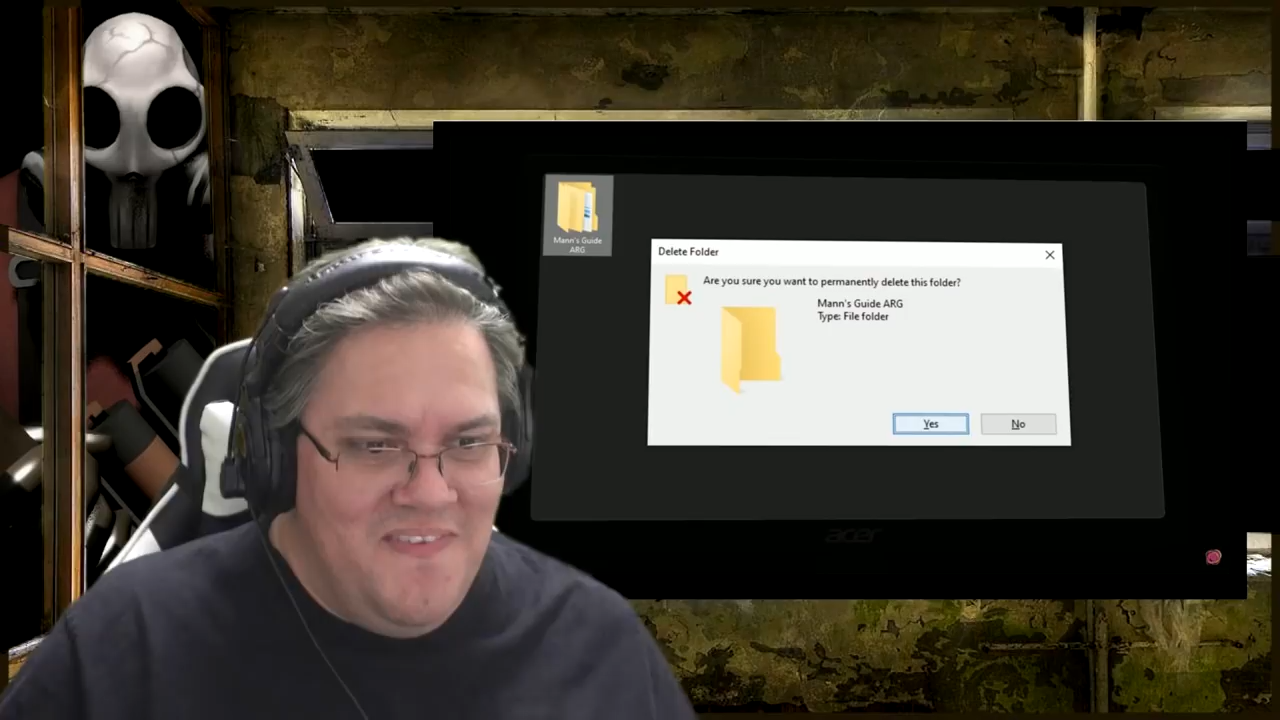 Mann's Guide
ARG
Delete Folder
Are you sure you want to permanently delete this folder?
Mann's Guide ARG
Type: File folder
Yes
No
acer